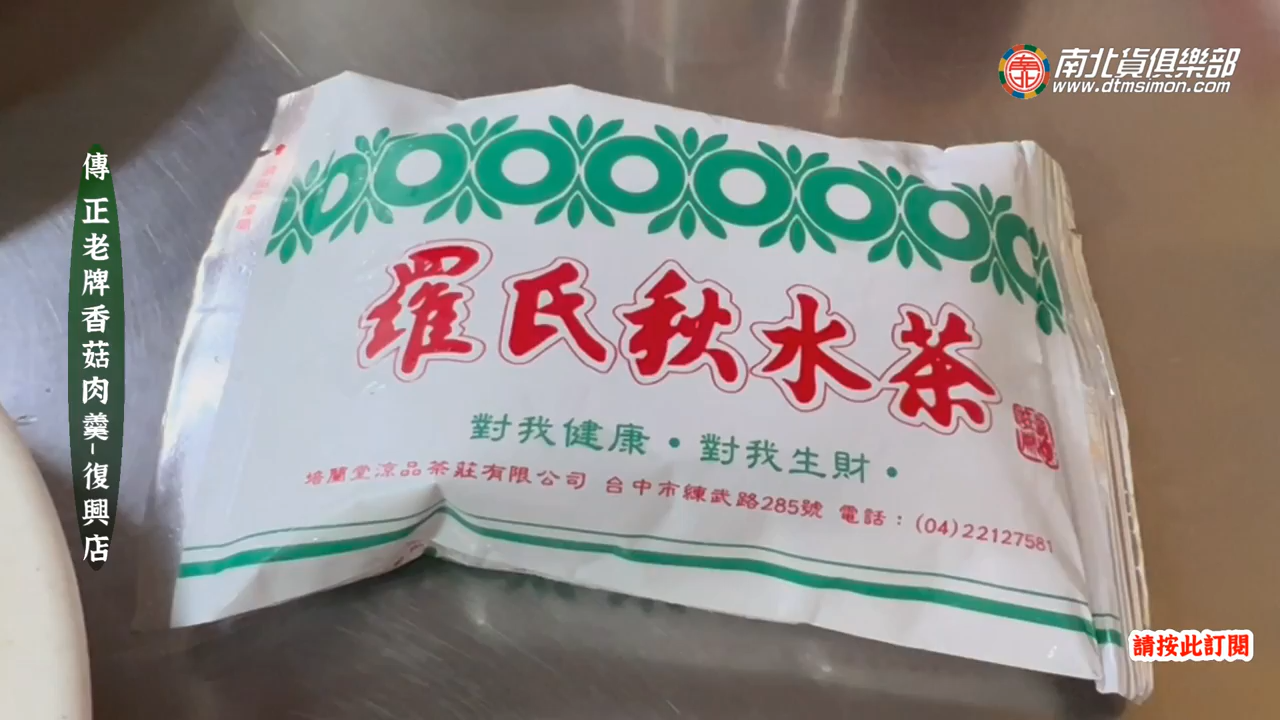 南北貨俱樂部
www.dtmsimon.com
傳 正老牌香菇肉羹-復興店
羅氏秋水茶
對我健康・對我生財・
培蘭堂涼品茶莊有限公司 台中市練武路285號 電話：(04)22127581
請按此訂閱